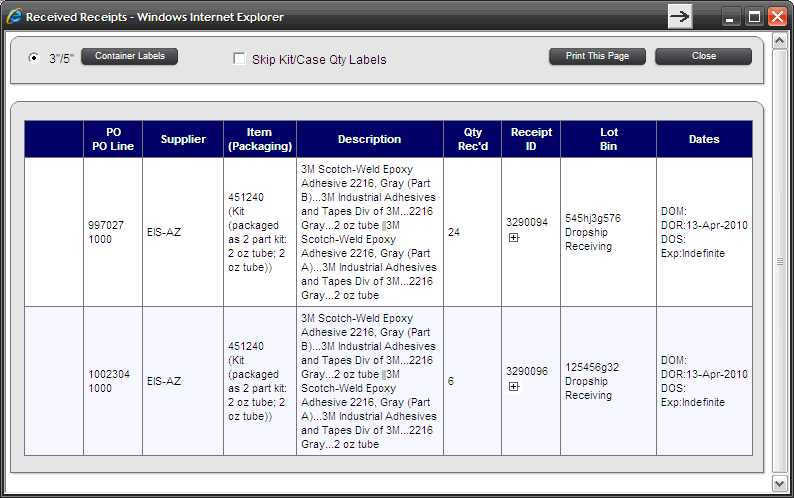 Received Receipts - Windows Internet Explorer
3"/5" Container Labels Skip Kit/Case Qty Labels Print This Page Close
PO
PO Line
Supplier
Item
(Packaging)
Description
Qty
Rec'd
Receipt
ID
Lot
Bin
Dates
997027
1000
EIS-AZ
451240
(Kit
(packaged
as 2 part kit:
2 oz tube; 2
oz tube))
3M Scotch-Weld Epoxy
Adhesive 2216, Gray (Part
B)...3M Industrial Adhesives
and Tapes Div of 3M...2216
Gray...2 oz tube ||3M
Scotch-Weld Epoxy
Adhesive 2216, Gray (Part
A)...3M Industrial Adhesives
and Tapes Div of 3M...2216
Gray...2 oz tube
24
3290094
545hj3g576
Dropship
Receiving
DOM:
DOR:13-Apr-2010
DOS:
Exp:Indefinite
1002304
1000
EIS-AZ
451240
(Kit
(packaged
as 2 part kit:
2 oz tube; 2
oz tube))
3M Scotch-Weld Epoxy
Adhesive 2216, Gray (Part
B)...3M Industrial Adhesives
and Tapes Div of 3M...2216
Gray...2 oz tube ||3M
Scotch-Weld Epoxy
Adhesive 2216, Gray (Part
A)...3M Industrial Adhesives
and Tapes Div of 3M...2216
Gray...2 oz tube
6
3290096
125456g32
Dropship
Receiving
DOM:
DOR:13-Apr-2010
DOS:
Exp:Indefinite